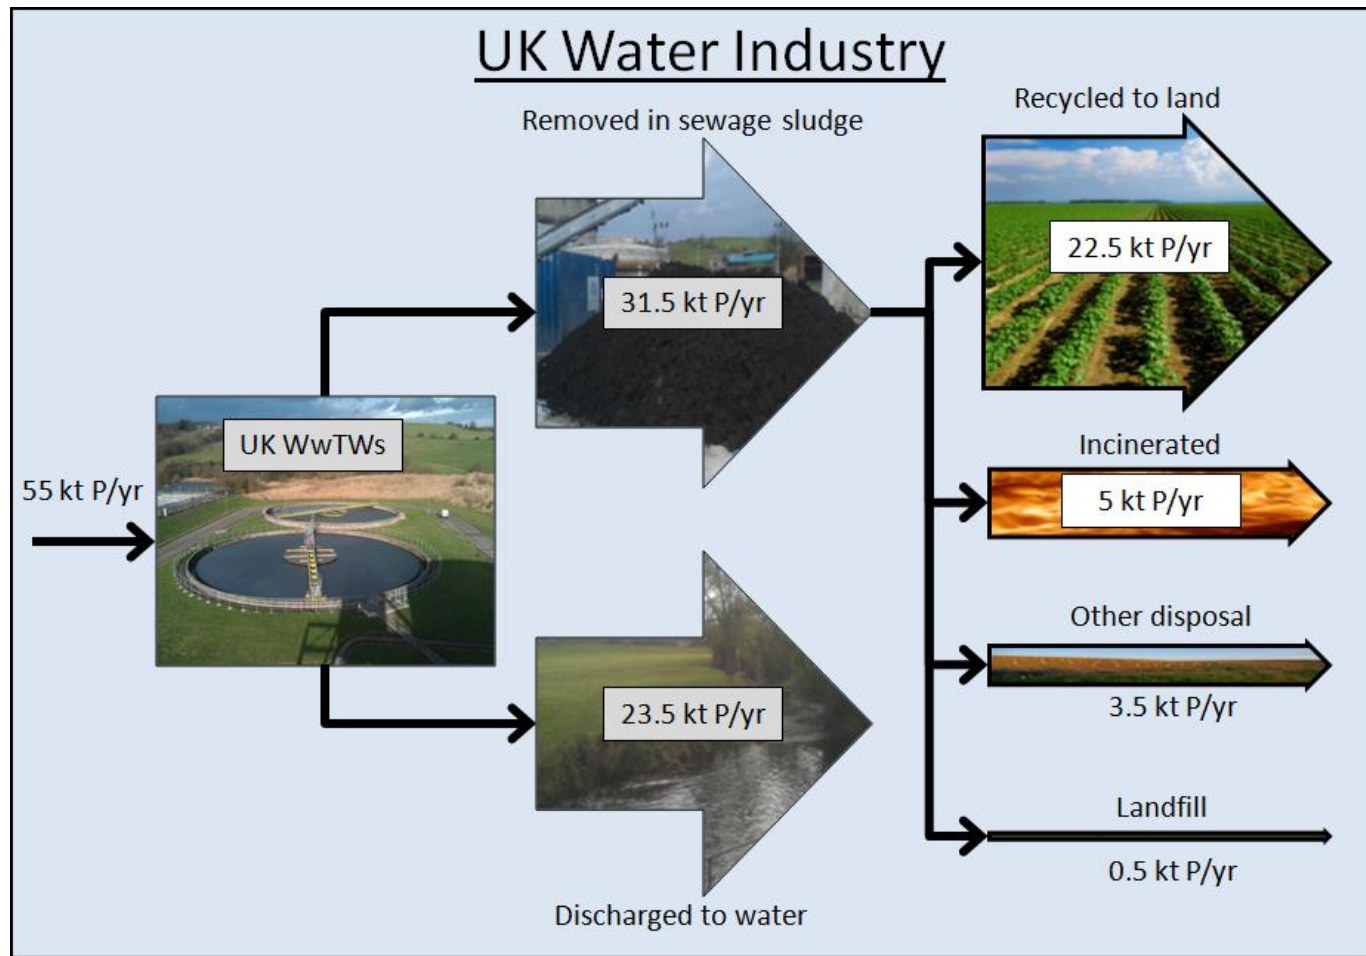 UK Water Industry
Removed in sewage sludge
31.5 kt P/yr
Recycled to land
22.5 kt P/yr
UK WwTWs
55 kt P/yr
Incinerated
5 kt P/yr
Other disposal
3.5 kt P/yr
23.5 kt P/yr
Discharged to water
Landfill
0.5 kt P/yr